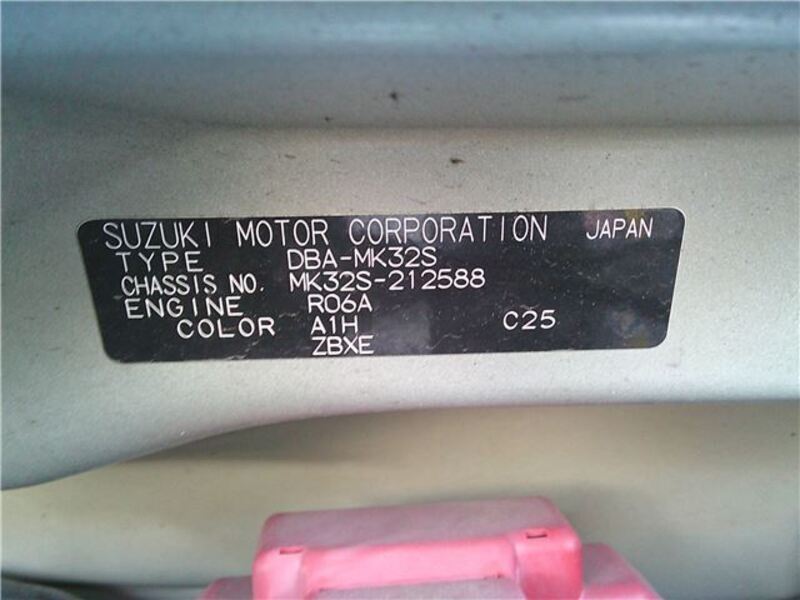 SUZUKI MOTOR CORPORATION JAPAN
TYPE DBA-MK32S
CHASSIS NO. MK32S-212588
ENGINE R06A
COLOR A1H C25
ZBXE